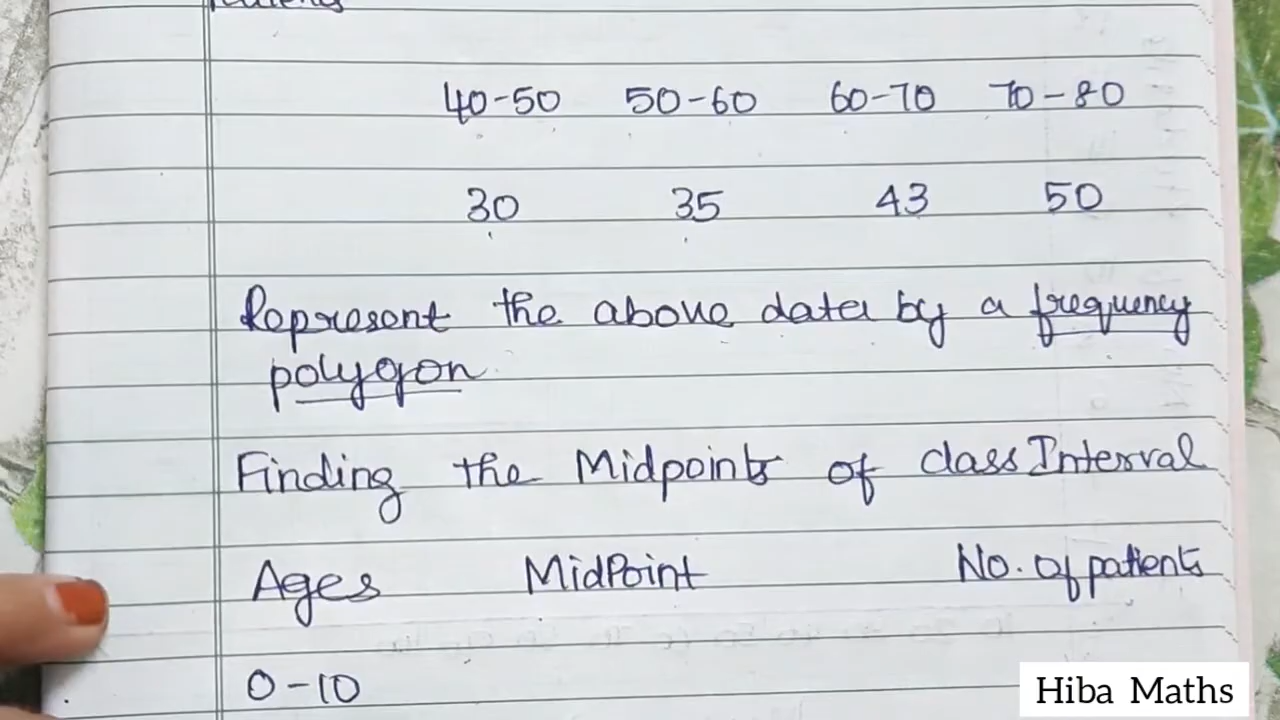 40-50 50-60 60-70 70-80
30 35 43 50
Represent the above data by a frequency
polygon.
Finding the Midpoints of class Interval
Ages MidPoint No. of patients
0-10
Hiba Maths